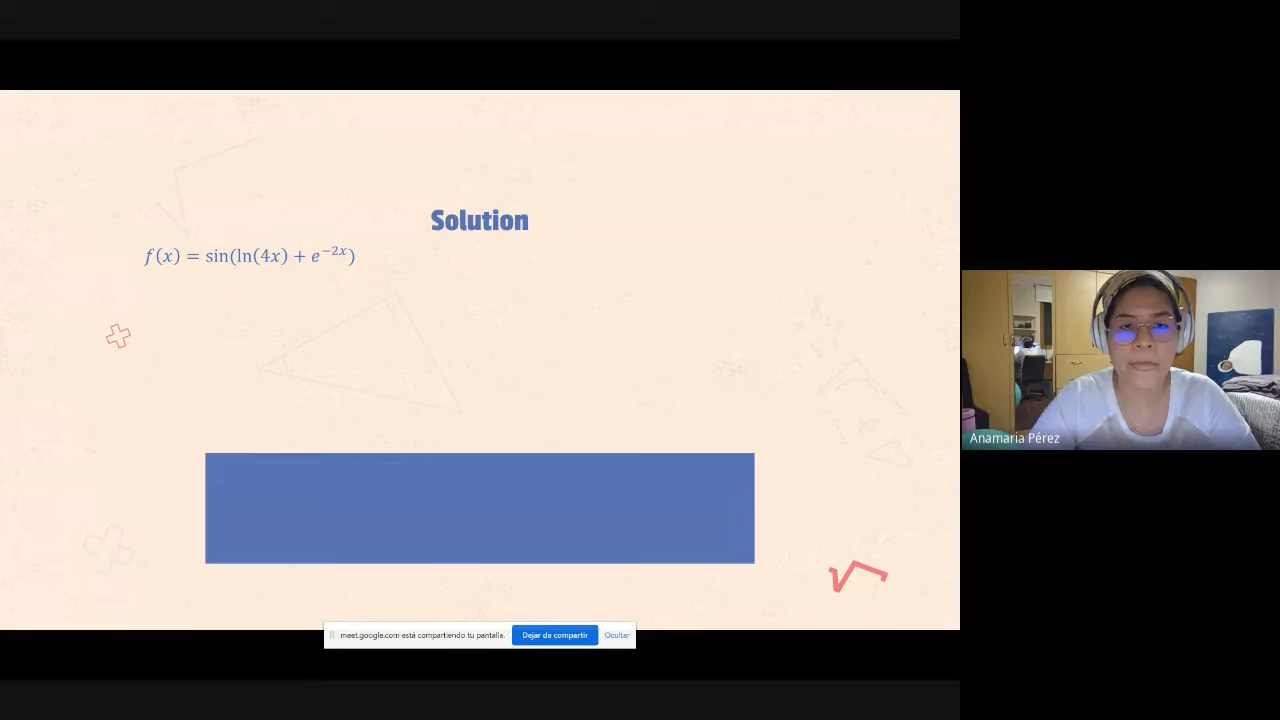 Solution
f(x) = sin(ln(4x) + e⁻²ˣ)
Anamaria Pérez
meet.google.com está compartiendo tu pantalla.
Dejar de compartir
Ocultar